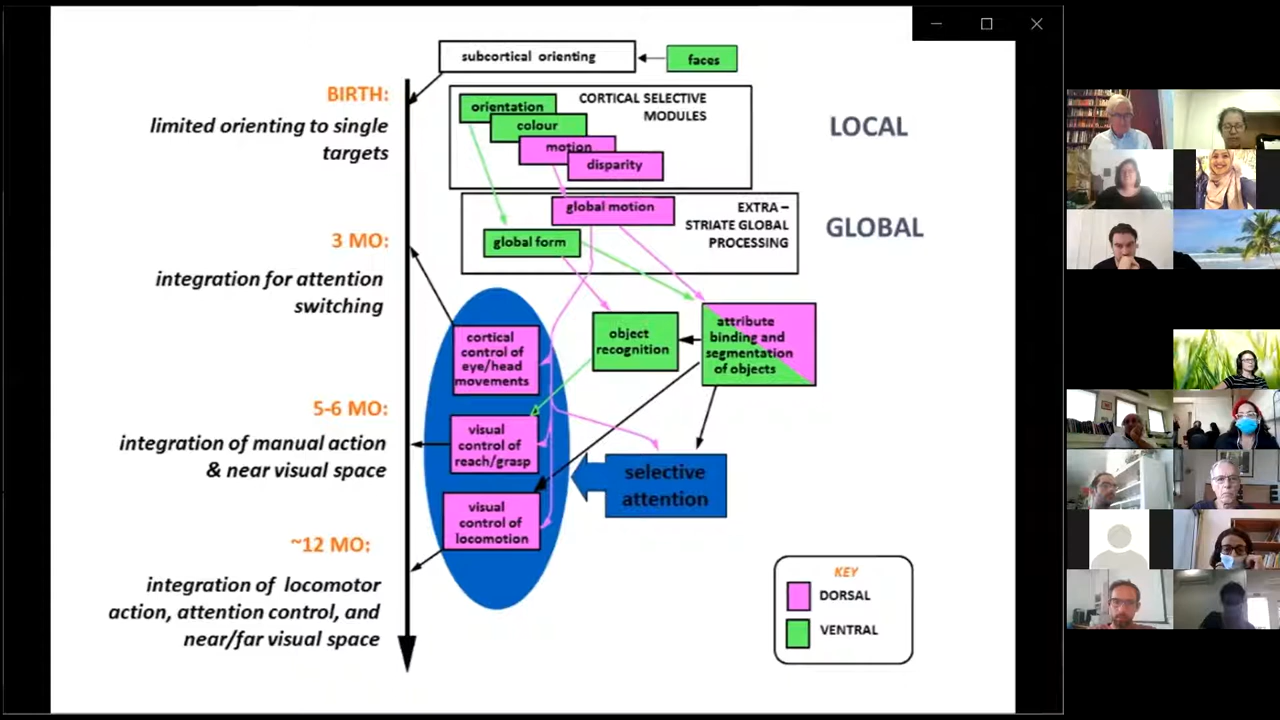 subcortical orienting
faces
BIRTH:
limited orienting to single
targets
orientation
colour
motion
disparity
CORTICAL SELECTIVE
MODULES
LOCAL
global motion
global form
EXTRA –
STRIATE GLOBAL
PROCESSING
GLOBAL
3 MO:
integration for attention
switching
cortical
control of
eye/head
movements
object
recognition
attribute
binding and
segmentation
of objects
5-6 MO:
integration of manual action
& near visual space
visual
control of
reach/grasp
selective
attention
visual
control of
locomotion
~12 MO:
integration of locomotor
action, attention control, and
near/far visual space
KEY
DORSAL
VENTRAL